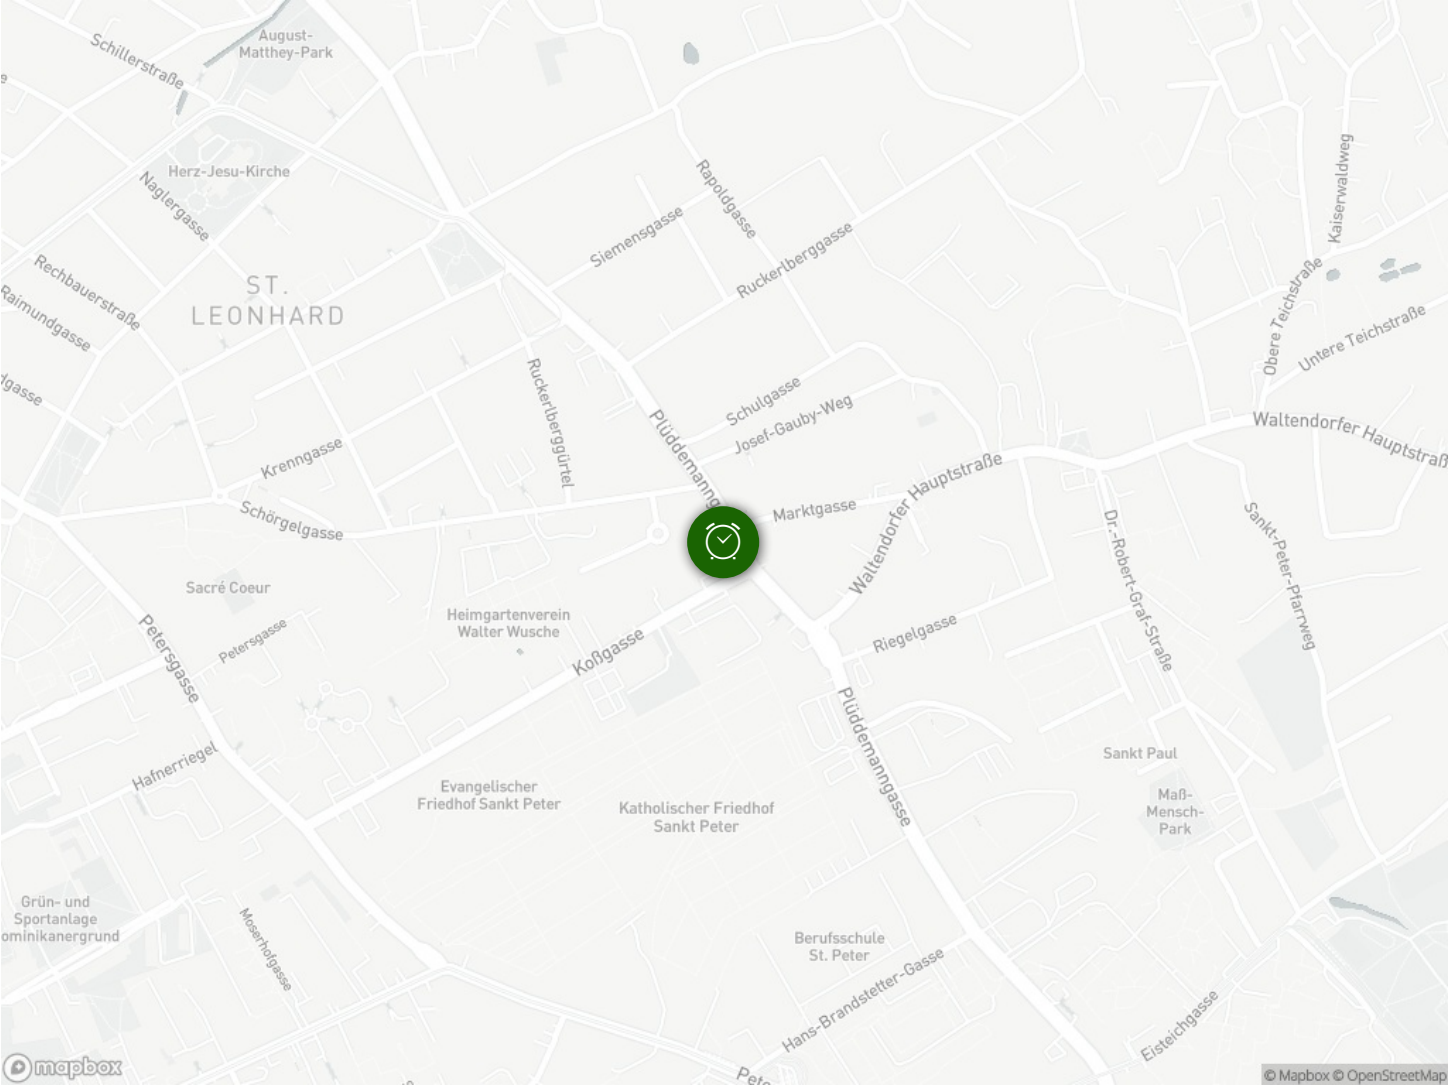 August-
Matthey-Park
Schillerstraße
Herz-Jesu-Kirche
Naglergasse
Rapoldgasse
Siemensgasse
Kaiserwaldweg
Rechbauerstraße
Ruckerlberggasse
Raimundgasse
ST.
LEONHARD
Obere Teichstraße
Untere Teichstraße
Ruckerlberggürtel
Schulgasse
Josef-Gauby-Weg
Plüddemanng
Waltendorfer Hauptstraß
Krenngasse
Waltendorfer Hauptstraße
Schörgelgasse
Marktgasse
Dr.-Robert-Graf-Straße
Sankt-Peter-Pfarrweg
Sacré Coeur
Heimgartenverein
Walter Wusche
Petersgasse
Petersgasse
Koßgasse
Riegelgasse
Plüddemanngasse
Hafnerriegel
Sankt Paul
Evangelischer
Friedhof Sankt Peter
Katholischer Friedhof
Sankt Peter
Maß-
Mensch-
Park
Grün- und
Sportanlage
ominikanergrund
Moserhofgasse
Berufsschule
St. Peter
Hans-Brandstetter-Gasse
Eisteichgasse
Pete
mapbox
© Mapbox © OpenStreetMap